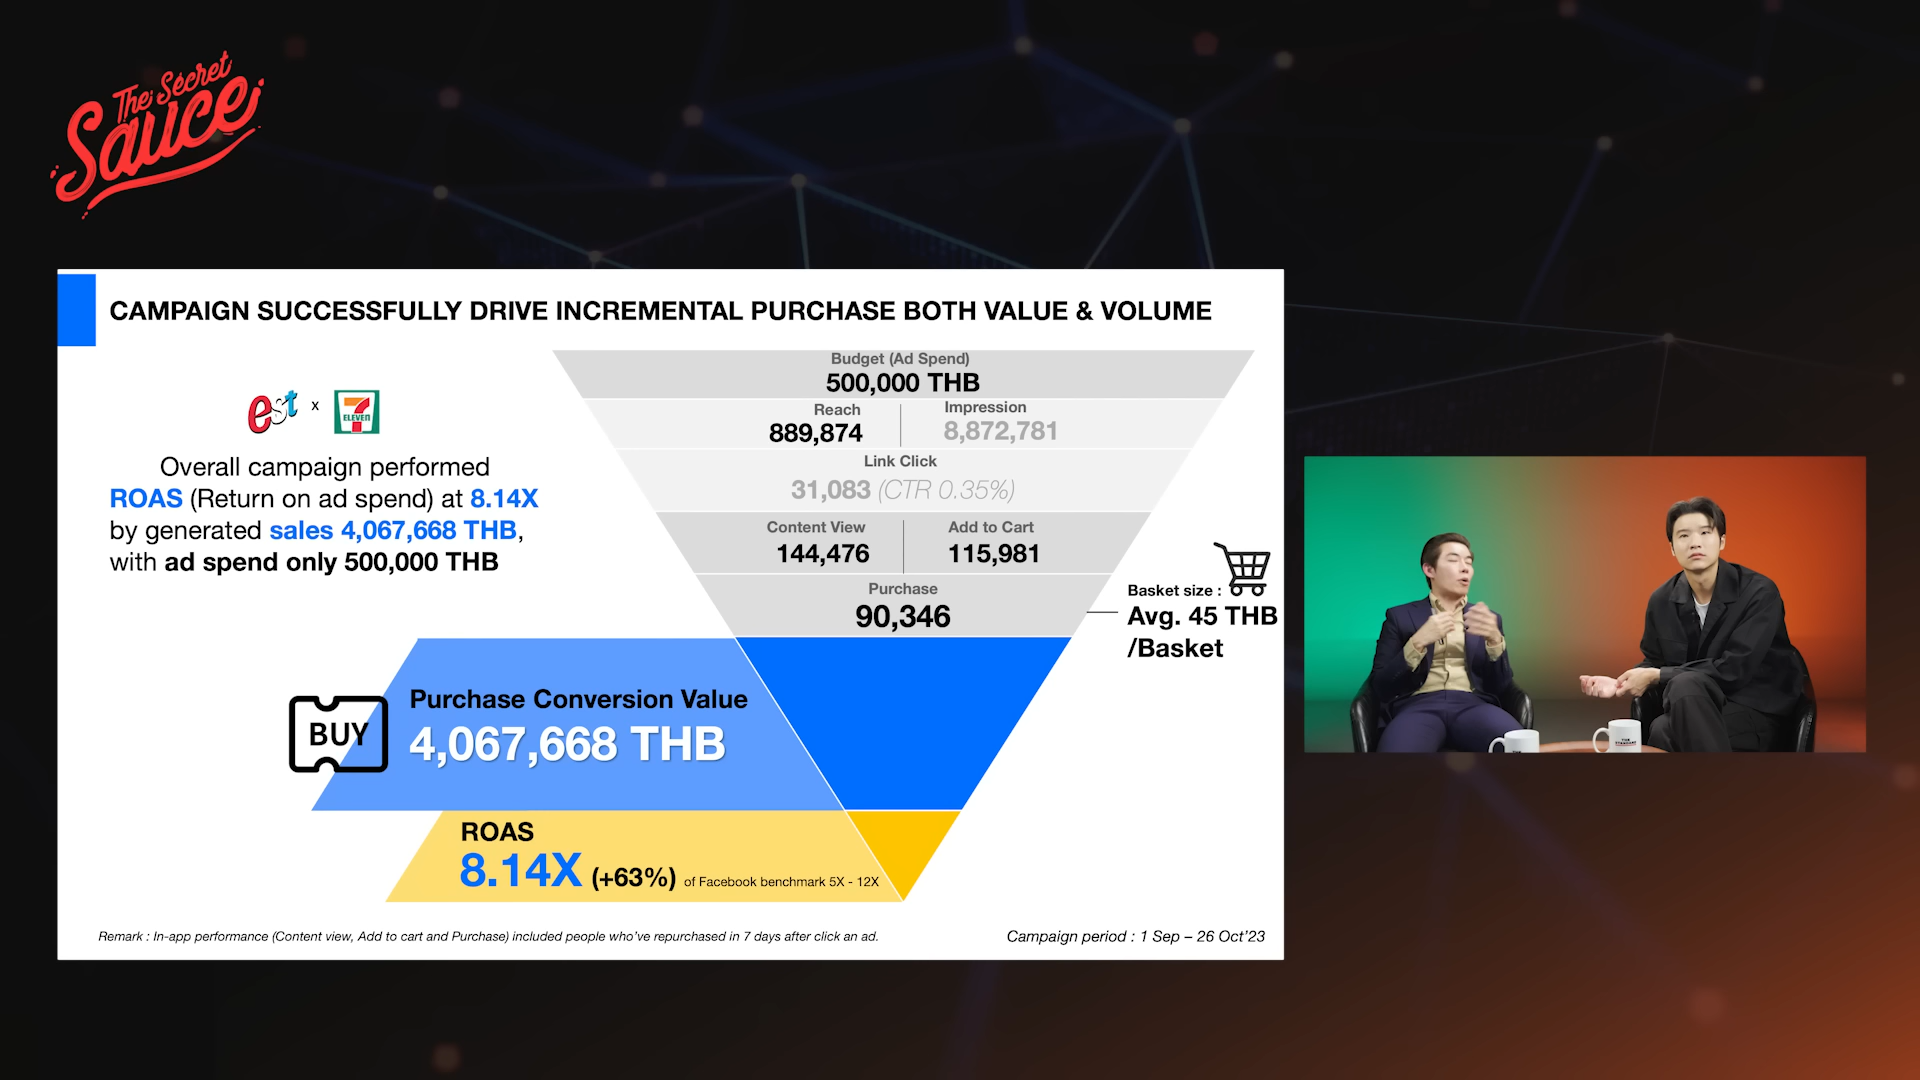 The Secret
Sauce
CAMPAIGN SUCCESSFULLY DRIVE INCREMENTAL PURCHASE BOTH VALUE & VOLUME
est x 7 ELEVEN
Overall campaign performed
ROAS (Return on ad spend) at 8.14X
by generated sales 4,067,668 THB,
with ad spend only 500,000 THB
Budget (Ad Spend)
500,000 THB
Reach
889,874
Impression
8,872,781
Link Click
31,083 (CTR 0.35%)
Content View
144,476
Add to Cart
115,981
Purchase
90,346
Basket size :
Avg. 45 THB
/Basket
BUY
Purchase Conversion Value
4,067,668 THB
ROAS
8.14X (+63%) of Facebook benchmark 5X - 12X
Remark : In-app performance (Content view, Add to cart and Purchase) included people who've repurchased in 7 days after click an ad.
Campaign period : 1 Sep – 26 Oct'23